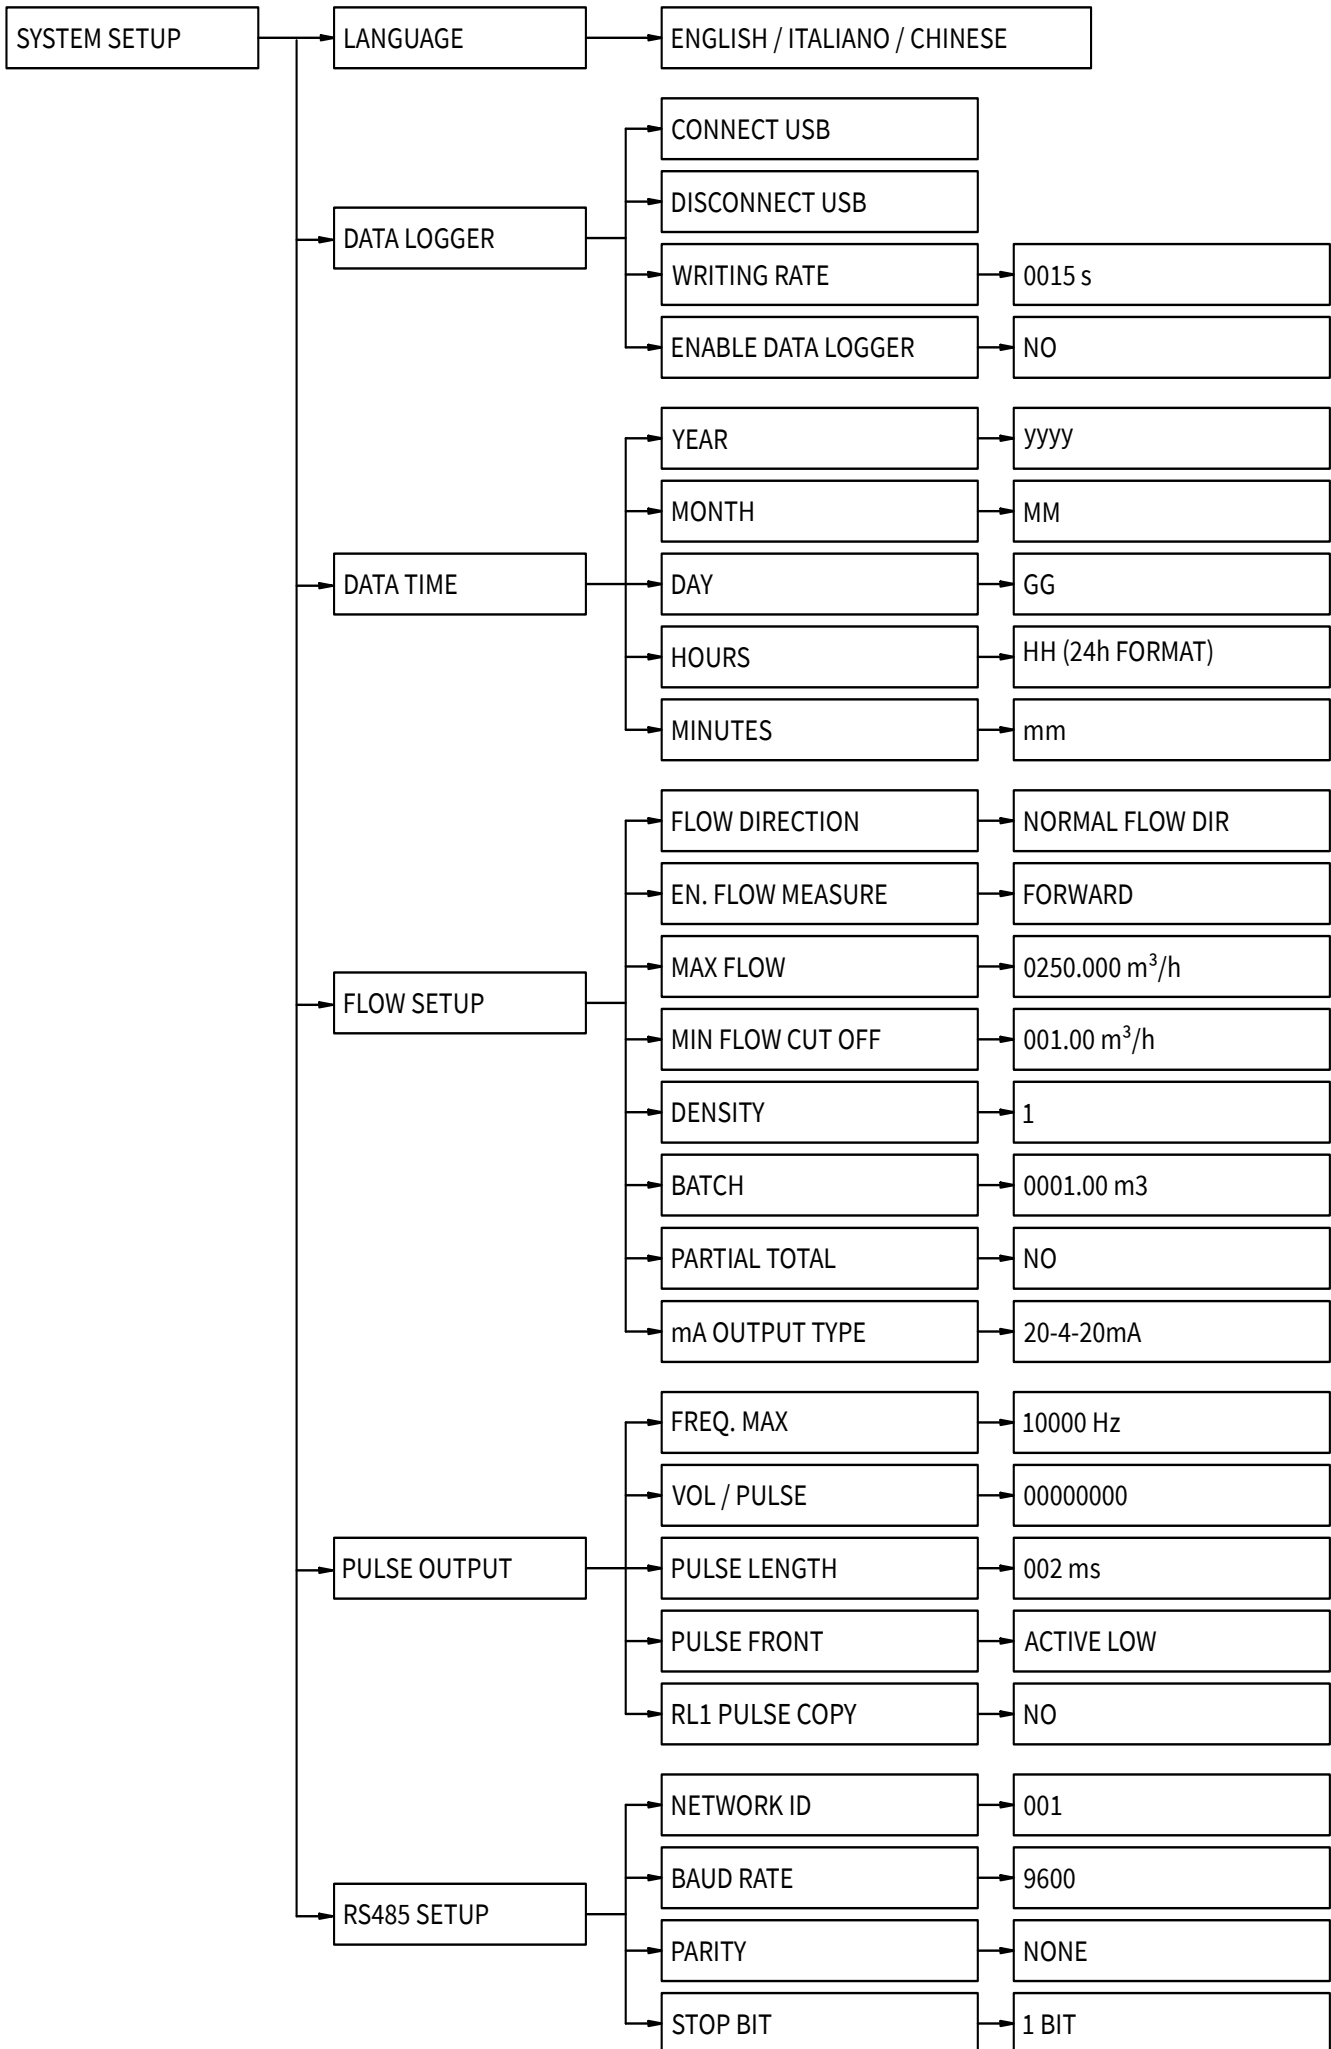 SYSTEM SETUP
LANGUAGE
ENGLISH / ITALIANO / CHINESE
DATA LOGGER
CONNECT USB
DISCONNECT USB
WRITING RATE
0015 s
ENABLE DATA LOGGER
NO
DATA TIME
YEAR
yyyy
MONTH
MM
DAY
GG
HOURS
HH (24h FORMAT)
MINUTES
mm
FLOW SETUP
FLOW DIRECTION
NORMAL FLOW DIR
EN. FLOW MEASURE
FORWARD
MAX FLOW
0250.000 m³/h
MIN FLOW CUT OFF
001.00 m³/h
DENSITY
1
BATCH
0001.00 m3
PARTIAL TOTAL
NO
mA OUTPUT TYPE
20-4-20mA
PULSE OUTPUT
FREQ. MAX
10000 Hz
VOL / PULSE
00000000
PULSE LENGTH
002 ms
PULSE FRONT
ACTIVE LOW
RL1 PULSE COPY
NO
RS485 SETUP
NETWORK ID
001
BAUD RATE
9600
PARITY
NONE
STOP BIT
1 BIT